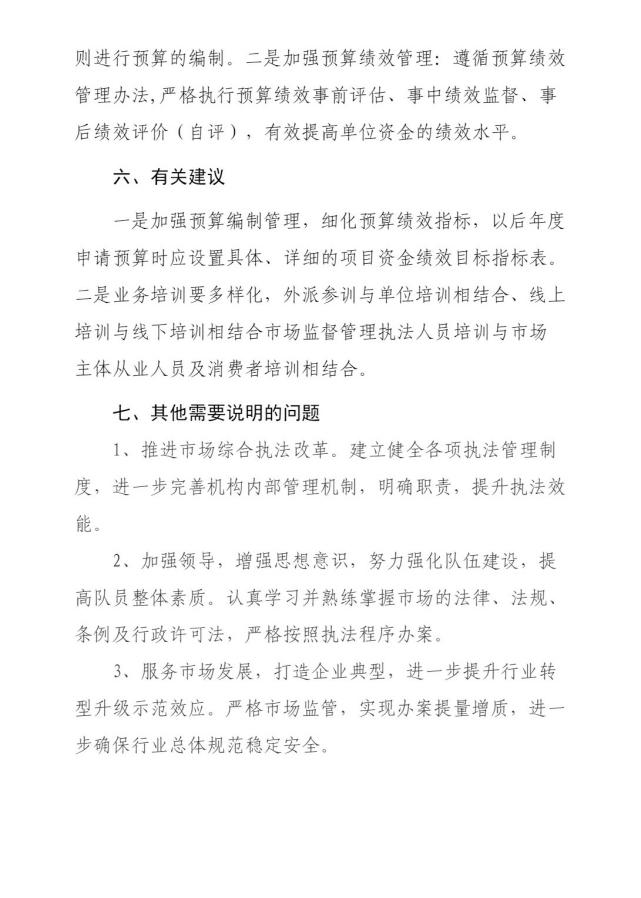 则进行预算的编制。二是加强预算绩效管理：遵循预算绩效
管理办法,严格执行预算绩效事前评估、事中绩效监督、事
后绩效评价（自评），有效提高单位资金的绩效水平。
六、有关建议
一是加强预算编制管理，细化预算绩效指标，以后年度
申请预算时应设置具体、详细的项目资金绩效目标指标表。
二是业务培训要多样化，外派参训与单位培训相结合、线上
培训与线下培训相结合市场监督管理执法人员培训与市场
主体从业人员及消费者培训相结合。
七、其他需要说明的问题
1、推进市场综合执法改革。建立健全各项执法管理制
度，进一步完善机构内部管理机制，明确职责，提升执法效
能。
2、加强领导，增强思想意识，努力强化队伍建设，提
高队员整体素质。认真学习并熟练掌握市场的法律、法规、
条例及行政许可法，严格按照执法程序办案。
3、服务市场发展，打造企业典型，进一步提升行业转
型升级示范效应。严格市场监管，实现办案提量增质，进一
步确保行业总体规范稳定安全。